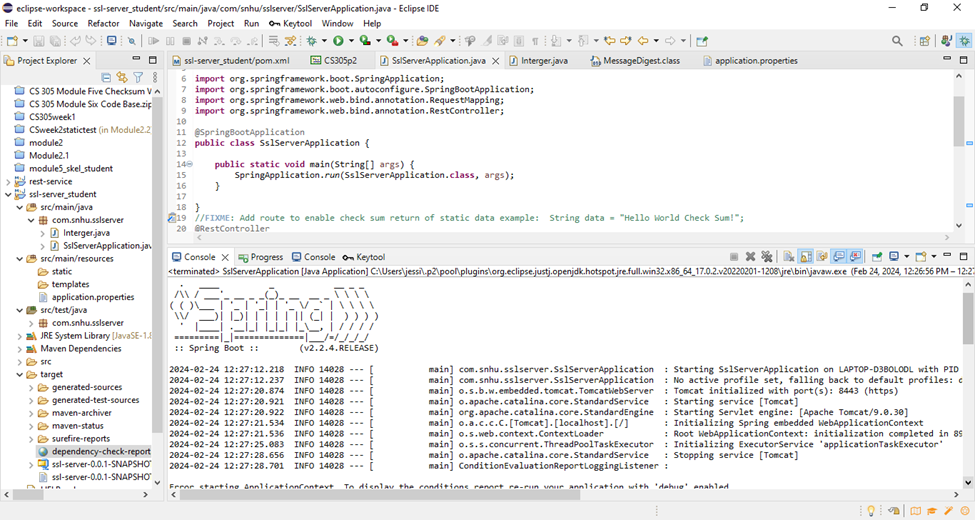 eclipse-workspace - ssl-server_student/src/main/java/com/snhu/sslserver/SslServerApplication.java - Eclipse IDE
File Edit Source Refactor Navigate Search Project Run Keytool Window Help
Project Explorer
ssl-server_student/pom.xml CS305p2 SslServerApplication.java Interger.java MessageDigest.class application.properties
CS 305 Module Five Checksum V
CS 305 Module Six Code Base.zip
CS305week1
CSweek2statictest (in Module2.2)
module2
Module2.1
module5_skel_student
rest-service
ssl-server_student
src/main/java
com.snhu.sslserver
Interger.java
SslServerApplication.jav
src/main/resources
static
templates
application.properties
src/test/java
com.snhu.sslserver
JRE System Library [JavaSE-1.8
Maven Dependencies
src
target
generated-sources
generated-test-sources
maven-archiver
maven-status
surefire-reports
dependency-check-report
ssl-server-0.0.1-SNAPSHOT
ssl-server-0.0.1-SNAPSHOT
6 import org.springframework.boot.SpringApplication;
7 import org.springframework.boot.autoconfigure.SpringBootApplication;
8 import org.springframework.web.bind.annotation.RequestMapping;
9 import org.springframework.web.bind.annotation.RestController;
10
11 @SpringBootApplication
12 public class SslServerApplication {
13
14 public static void main(String[] args) {
15 SpringApplication.run(SslServerApplication.class, args);
16 }
17
18 }
19 //FIXME: Add route to enable check sum return of static data example: String data = "Hello World Check Sum!";
20 @RestController
Console Progress Console Keytool
<terminated> SslServerApplication [Java Application] C:\Users\jessi\.p2\pool\plugins\org.eclipse.justj.openjdk.hotspot.jre.full.win32.x86_64_17.0.2.v20220201-1208\jre\bin\javaw.exe (Feb 24, 2024, 12:26:56 PM – 12:27
:: Spring Boot :: (v2.2.4.RELEASE)
2024-02-24 12:27:12.218 INFO 14028 --- [ main] com.snhu.sslserver.SslServerApplication : Starting SslServerApplication on LAPTOP-D3BOLODL with PID
2024-02-24 12:27:12.237 INFO 14028 --- [ main] com.snhu.sslserver.SslServerApplication : No active profile set, falling back to default profiles: d
2024-02-24 12:27:20.874 INFO 14028 --- [ main] o.s.b.w.embedded.tomcat.TomcatWebServer : Tomcat initialized with port(s): 8443 (https)
2024-02-24 12:27:20.921 INFO 14028 --- [ main] o.apache.catalina.core.StandardService : Starting service [Tomcat]
2024-02-24 12:27:20.922 INFO 14028 --- [ main] org.apache.catalina.core.StandardEngine : Starting Servlet engine: [Apache Tomcat/9.0.30]
2024-02-24 12:27:21.534 INFO 14028 --- [ main] o.a.c.c.C.[Tomcat].[localhost].[/] : Initializing Spring embedded WebApplicationContext
2024-02-24 12:27:21.536 INFO 14028 --- [ main] o.s.web.context.ContextLoader : Root WebApplicationContext: initialization completed in 89
2024-02-24 12:27:25.083 INFO 14028 --- [ main] o.s.s.concurrent.ThreadPoolTaskExecutor : Initializing ExecutorService 'applicationTaskExecutor'
2024-02-24 12:27:28.656 INFO 14028 --- [ main] o.apache.catalina.core.StandardService : Stopping service [Tomcat]
2024-02-24 12:27:28.701 INFO 14028 --- [ main] ConditionEvaluationReportLoggingListener :
Error starting ApplicationContext. To display the conditions report re-run your application with 'debug' enabled